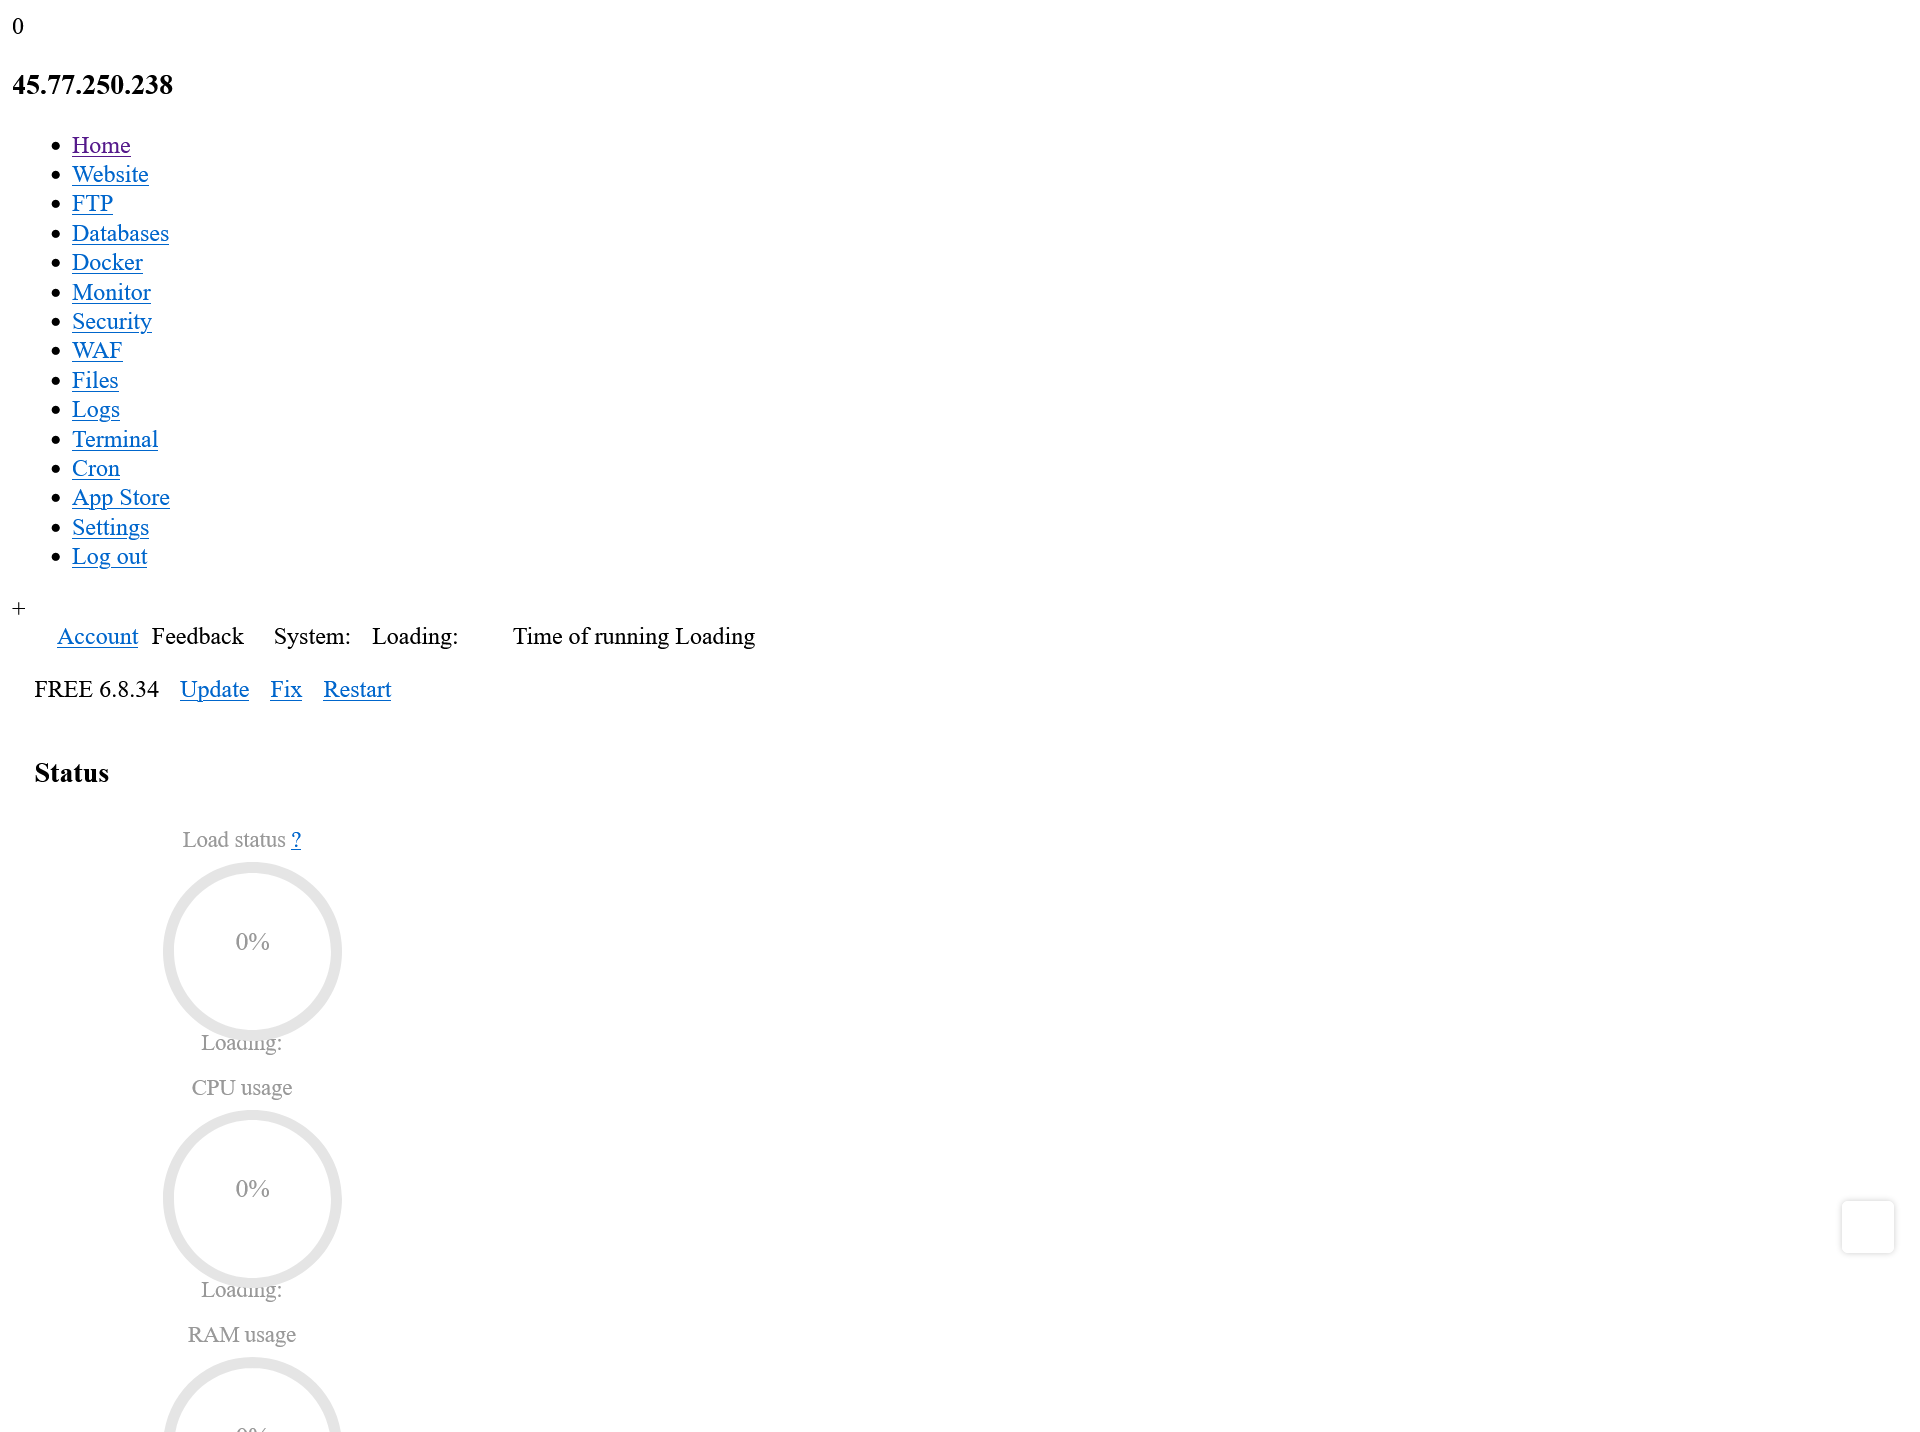 0
45.77.250.238
Home
Website
FTP
Databases
Docker
Monitor
Security
WAF
Files
Logs
Terminal
Cron
App Store
Settings
Log out
+
Account Feedback System: Loading: Time of running Loading
FREE 6.8.34 Update Fix Restart
Status
Load status ?
0%
Loading:
CPU usage
0%
Loading:
RAM usage
0%